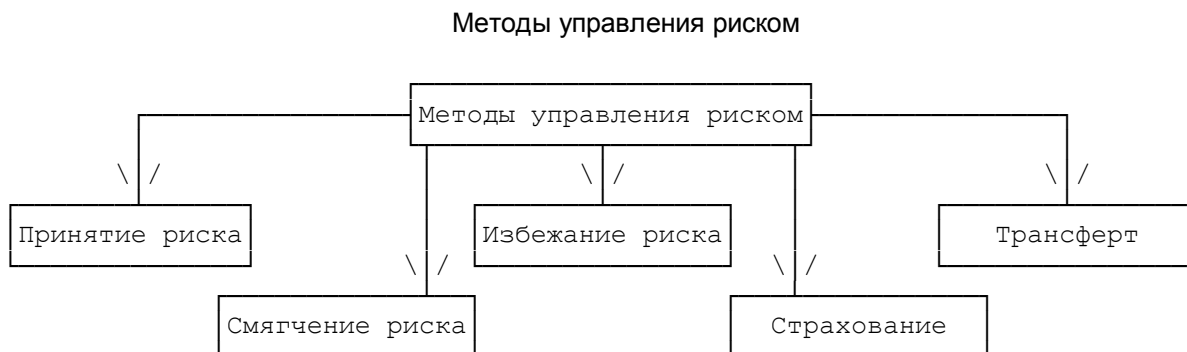 Методы управления риском
Методы управления риском
Принятие риска
Избежание риска
Трансферт
Смягчение риска
Страхование